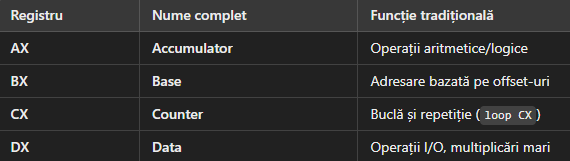 Registru Nume complet Funcție tradițională
AX Accumulator Operații aritmetice/logice
BX Base Adresare bazată pe offset-uri
CX Counter Buclă și repetiție (loop CX)
DX Data Operații I/O, multiplicări mari